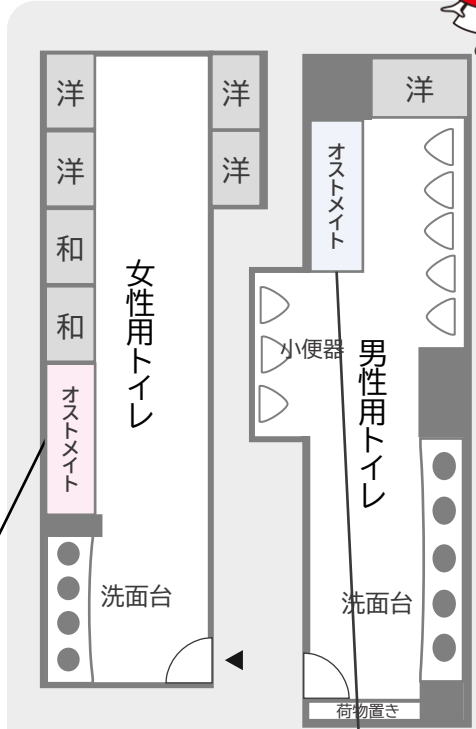 洋
洋
和
和
オストメイト
女性用トイレ
洋
洋
洗面台
洋
オストメイト
小便器
男性用トイレ
洗面台
荷物置き